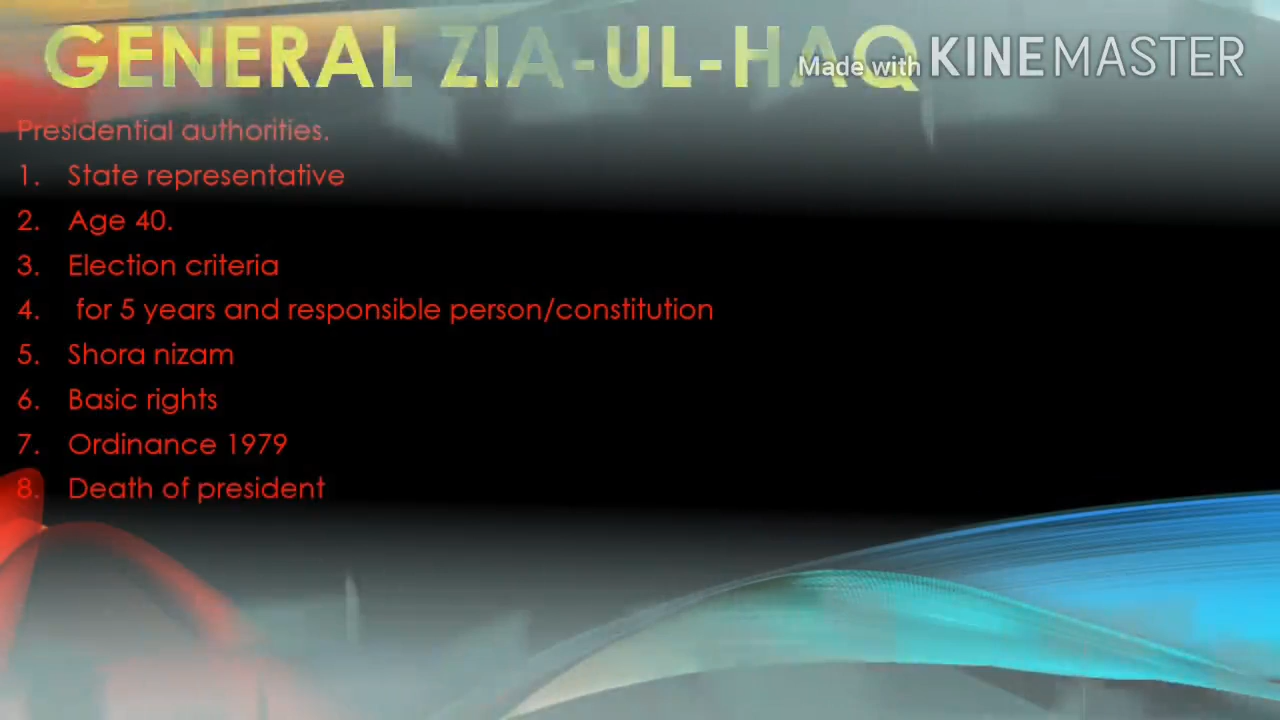 GENERAL ZIA-UL-HAQ
Made with KINEMASTER
Presidential authorities.
1. State representative
2. Age 40.
3. Election criteria
4. for 5 years and responsible person/constitution
5. Shora nizam
6. Basic rights
7. Ordinance 1979
8. Death of president